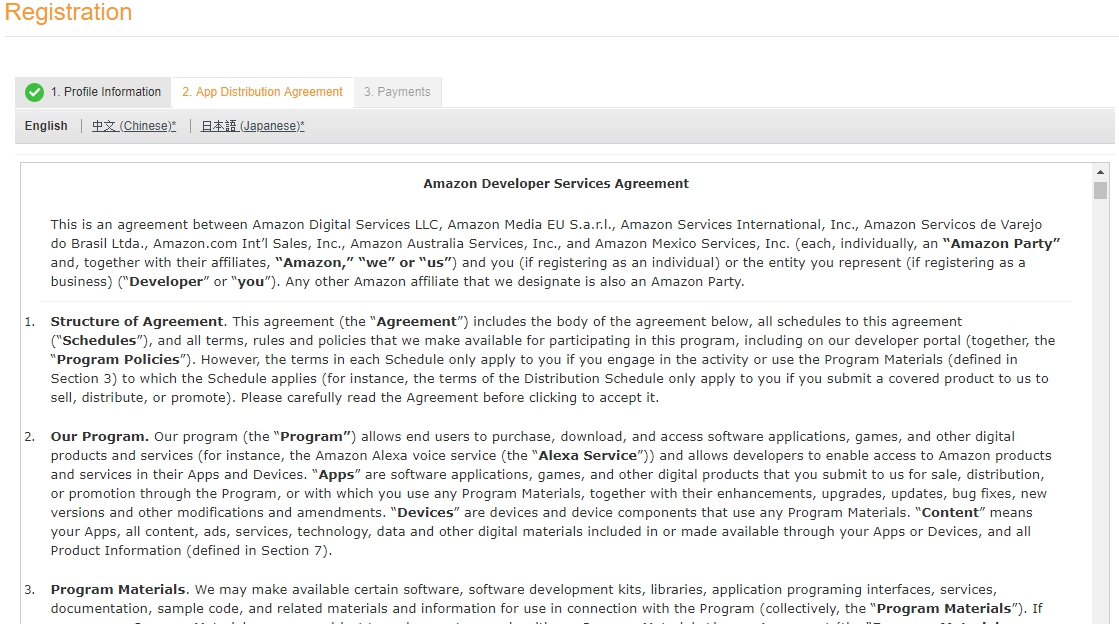 Registration
1. Profile Information
2. App Distribution Agreement
3. Payments
English
中文 (Chinese)*
日本語 (Japanese)*
Amazon Developer Services Agreement
This is an agreement between Amazon Digital Services LLC, Amazon Media EU S.a.r.l., Amazon Services International, Inc., Amazon Servicos de Varejo
do Brasil Ltda., Amazon.com Int'l Sales, Inc., Amazon Australia Services, Inc., and Amazon Mexico Services, Inc. (each, individually, an “Amazon Party”
and, together with their affiliates, “Amazon,” “we” or “us”) and you (if registering as an individual) or the entity you represent (if registering as a
business) (“Developer” or “you”). Any other Amazon affiliate that we designate is also an Amazon Party.
1. Structure of Agreement. This agreement (the “Agreement”) includes the body of the agreement below, all schedules to this agreement
(“Schedules”), and all terms, rules and policies that we make available for participating in this program, including on our developer portal (together, the
“Program Policies”). However, the terms in each Schedule only apply to you if you engage in the activity or use the Program Materials (defined in
Section 3) to which the Schedule applies (for instance, the terms of the Distribution Schedule only apply to you if you submit a covered product to us to
sell, distribute, or promote). Please carefully read the Agreement before clicking to accept it.
2. Our Program. Our program (the “Program”) allows end users to purchase, download, and access software applications, games, and other digital
products and services (for instance, the Amazon Alexa voice service (the “Alexa Service”)) and allows developers to enable access to Amazon products
and services in their Apps and Devices. “Apps” are software applications, games, and other digital products that you submit to us for sale, distribution,
or promotion through the Program, or with which you use any Program Materials, together with their enhancements, upgrades, updates, bug fixes, new
versions and other modifications and amendments. “Devices” are devices and device components that use any Program Materials. “Content” means
your Apps, all content, ads, services, technology, data and other digital materials included in or made available through your Apps or Devices, and all
Product Information (defined in Section 7).
3. Program Materials. We may make available certain software, software development kits, libraries, application programing interfaces, services,
documentation, sample code, and related materials and information for use in connection with the Program (collectively, the “Program Materials”). If